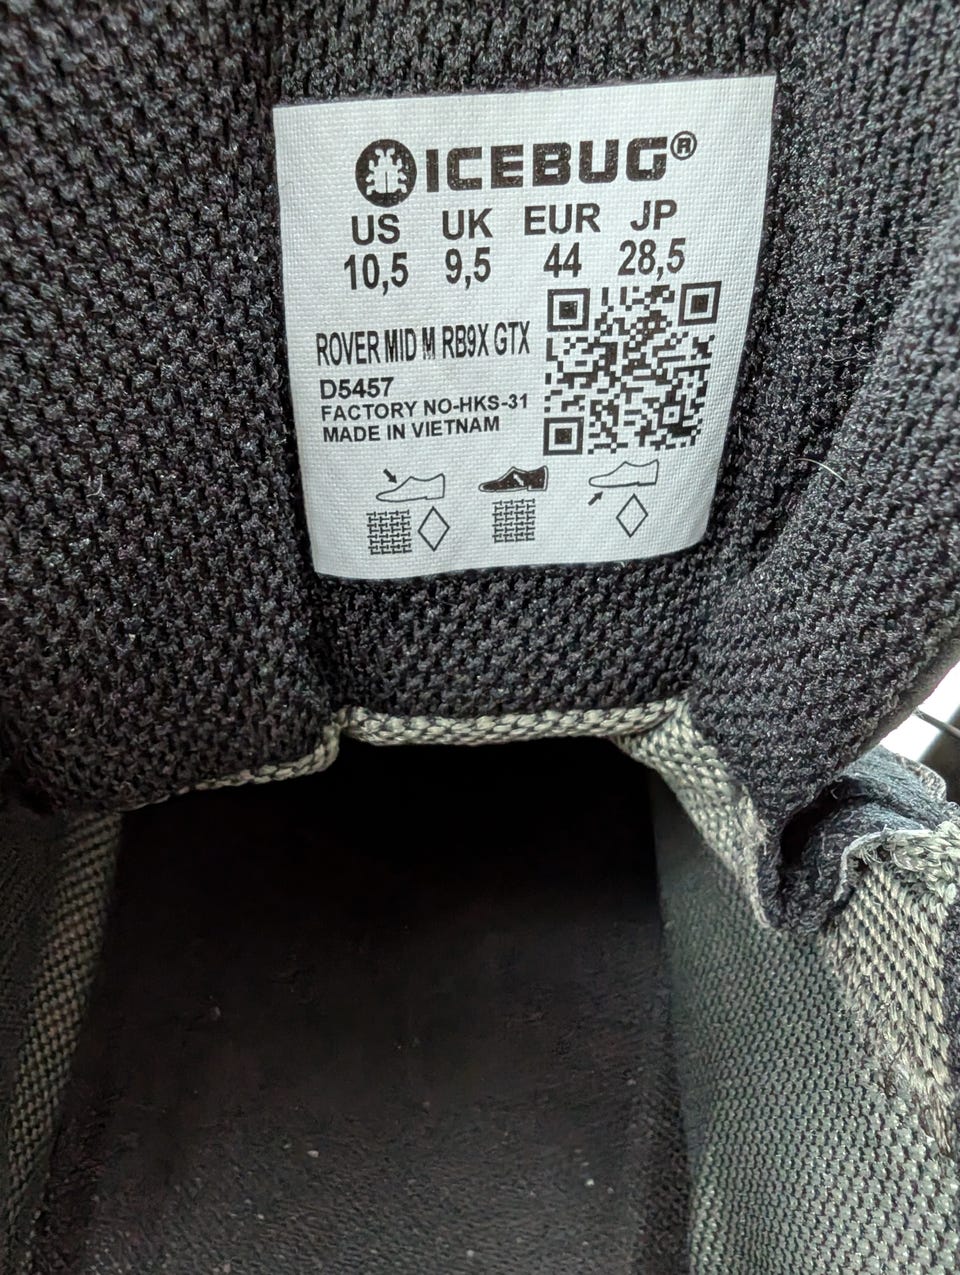 ICEBUG®
US UK EUR JP
10,5 9,5 44 28,5
ROVER MID M RB9X GTX
D5457
FACTORY NO-HKS-31
MADE IN VIETNAM